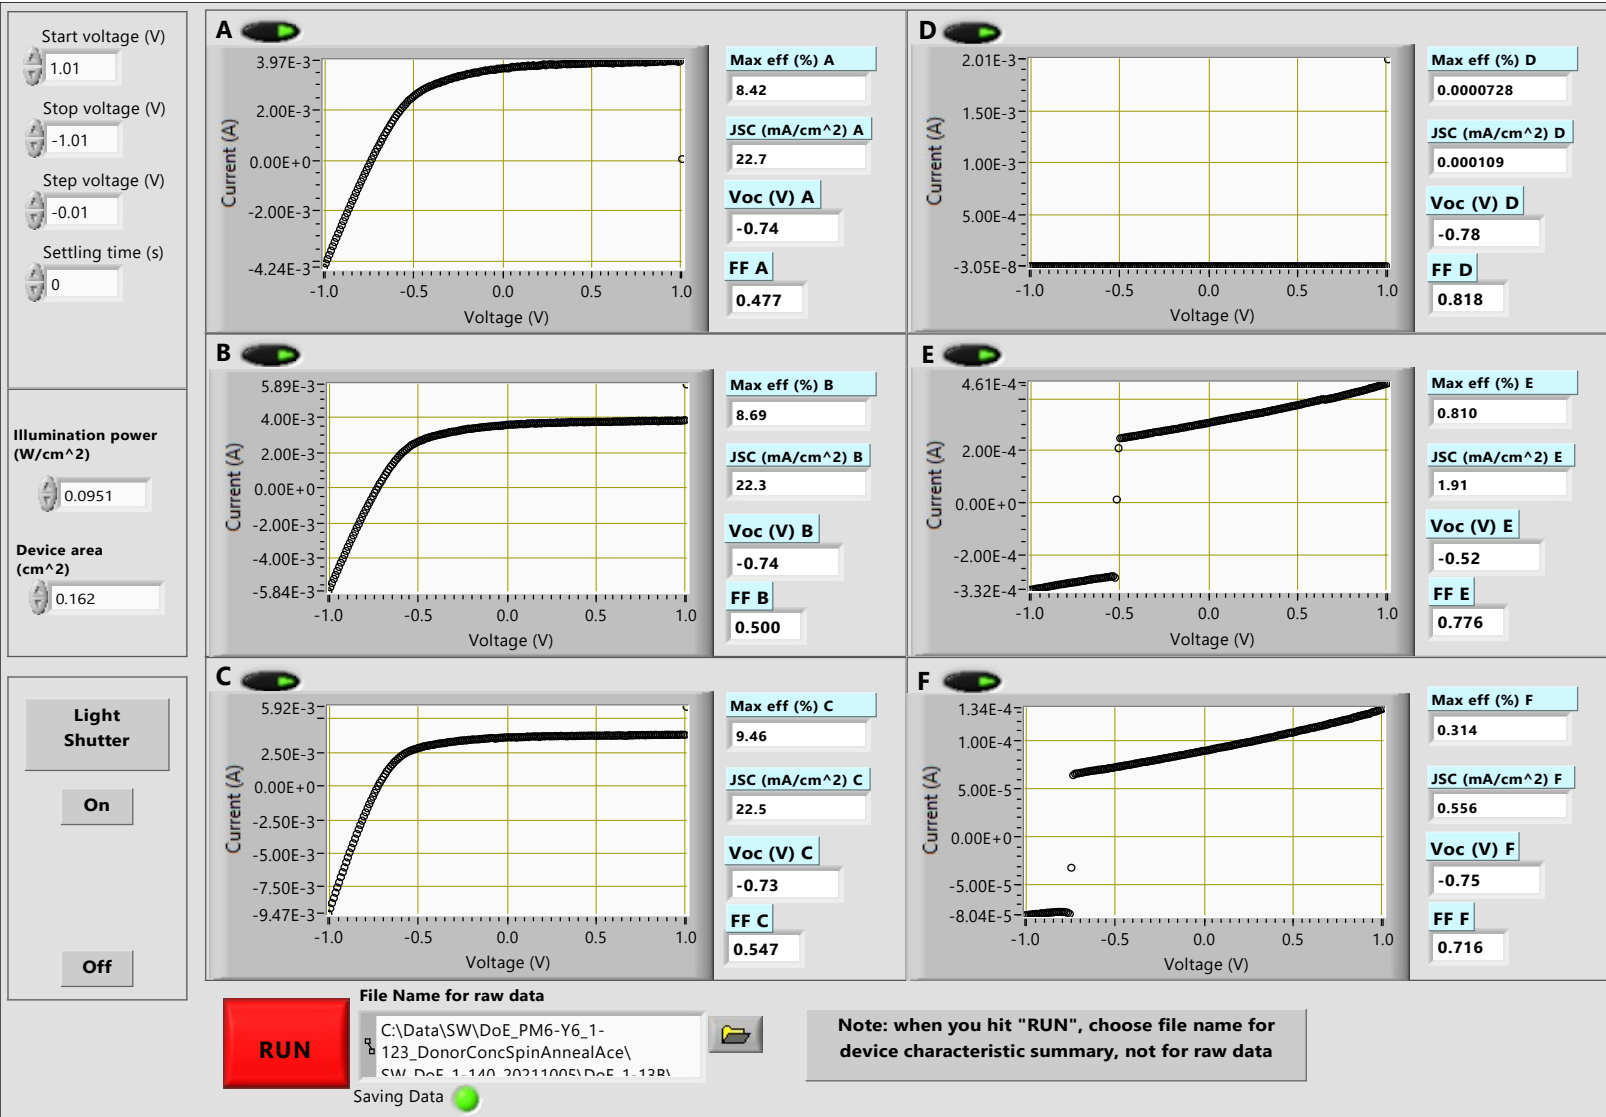 Start voltage (V)
1.01
Stop voltage (V)
-1.01
Step voltage (V)
-0.01
Settling time (s)
0
Illumination power
(W/cm^2)
0.0951
Device area
(cm^2)
0.162
Light
Shutter
On
Off
A
Current (A)
3.97E-3
2.00E-3
0.00E+0
-2.00E-3
-4.24E-3
-1.0 -0.5 0.0 0.5 1.0
Voltage (V)
Max eff (%) A
8.42
JSC (mA/cm^2) A
22.7
Voc (V) A
-0.74
FF A
0.477
B
Current (A)
5.89E-3
4.00E-3
2.00E-3
0.00E+0
-2.00E-3
-4.00E-3
-5.84E-3
-1.0 -0.5 0.0 0.5 1.0
Voltage (V)
Max eff (%) B
8.69
JSC (mA/cm^2) B
22.3
Voc (V) B
-0.74
FF B
0.500
C
Current (A)
5.92E-3
2.50E-3
0.00E+0
-2.50E-3
-5.00E-3
-7.50E-3
-9.47E-3
-1.0 -0.5 0.0 0.5 1.0
Voltage (V)
Max eff (%) C
9.46
JSC (mA/cm^2) C
22.5
Voc (V) C
-0.73
FF C
0.547
D
Current (A)
2.01E-3
1.50E-3
1.00E-3
5.00E-4
-3.05E-8
-1.0 -0.5 0.0 0.5 1.0
Voltage (V)
Max eff (%) D
0.0000728
JSC (mA/cm^2) D
0.000109
Voc (V) D
-0.78
FF D
0.818
E
Current (A)
4.61E-4
2.00E-4
0.00E+0
-2.00E-4
-3.32E-4
-1.0 -0.5 0.0 0.5 1.0
Voltage (V)
Max eff (%) E
0.810
JSC (mA/cm^2) E
1.91
Voc (V) E
-0.52
FF E
0.776
F
Current (A)
1.34E-4
1.00E-4
5.00E-5
0.00E+0
-5.00E-5
-8.04E-5
-1.0 -0.5 0.0 0.5 1.0
Voltage (V)
Max eff (%) F
0.314
JSC (mA/cm^2) F
0.556
Voc (V) F
-0.75
FF F
0.716
RUN
File Name for raw data
C:\Data\SW\DoE_PM6-Y6_1-
123_DonorConcSpinAnnealAce\
SW_DoE_1-140_20211005\DoE_1-13B\
Saving Data
Note: when you hit "RUN", choose file name for
device characteristic summary, not for raw data